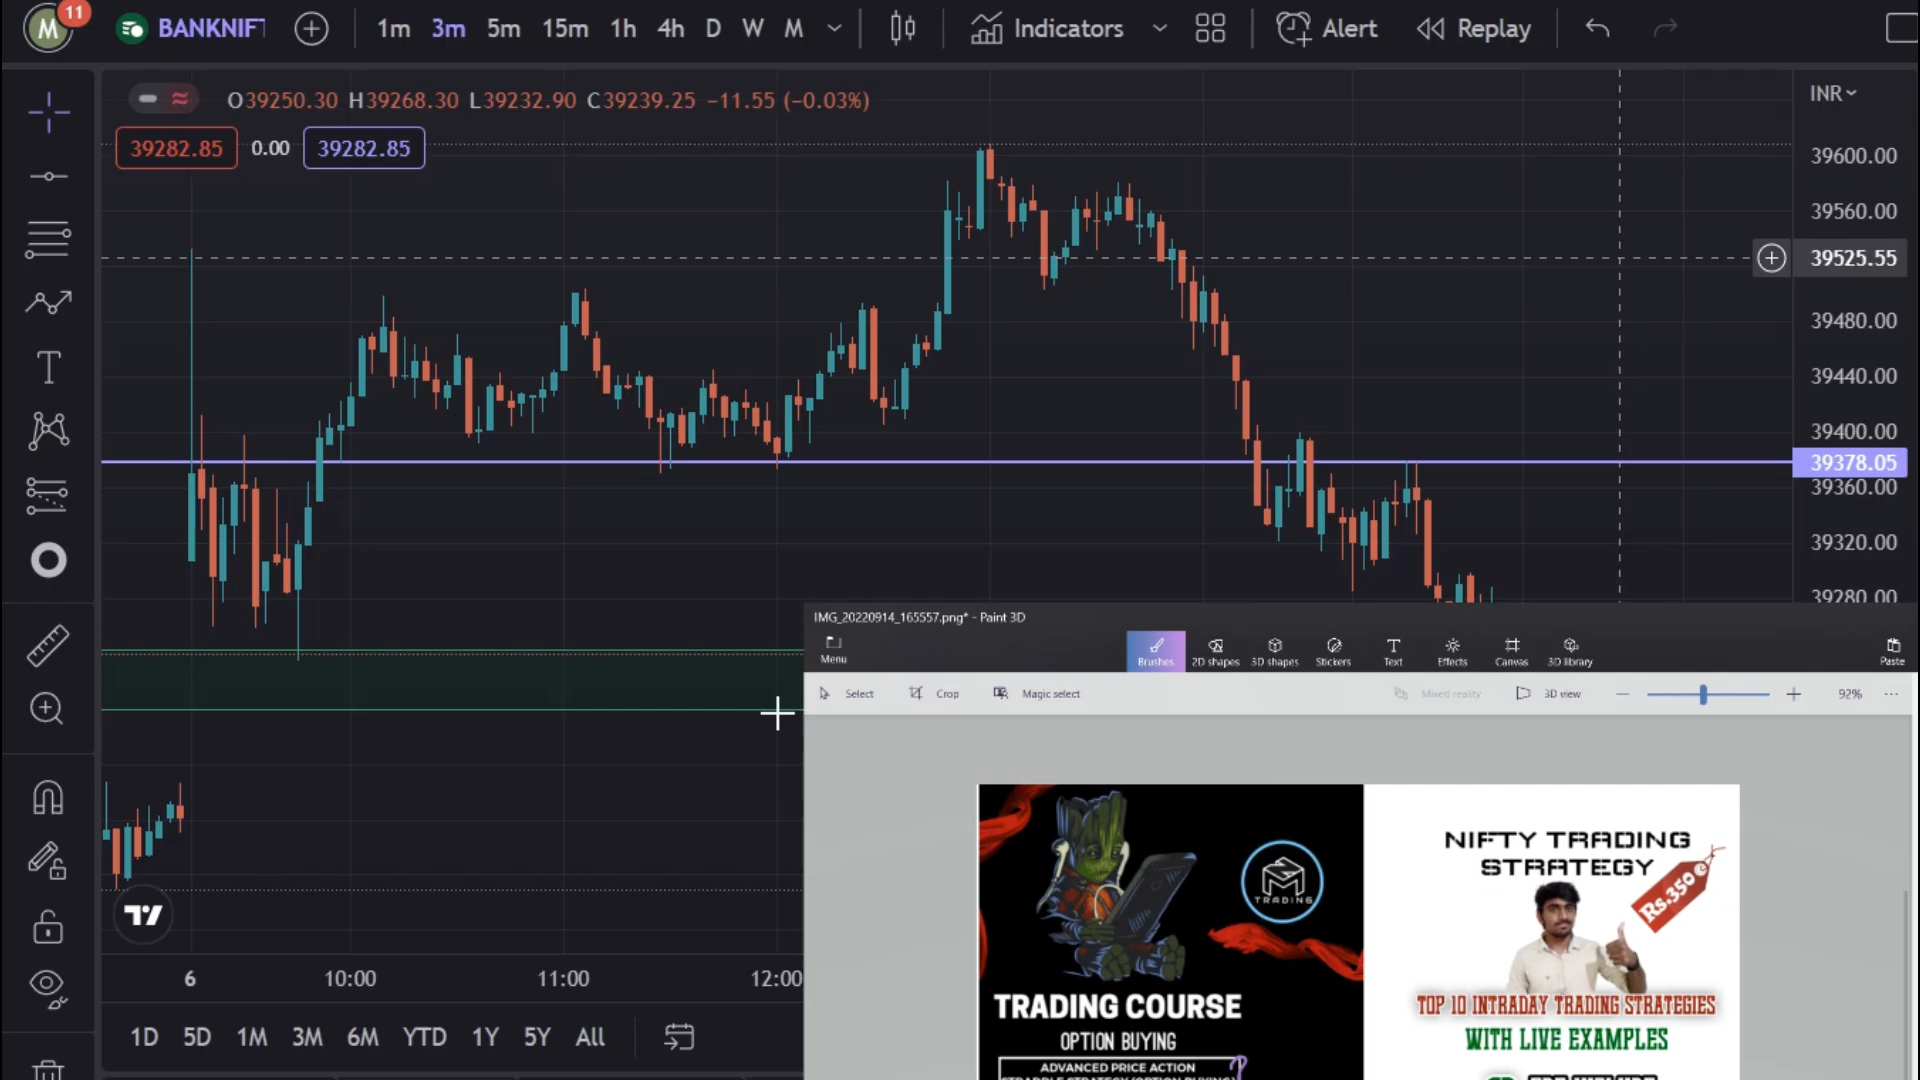 M 11 BANKNIF 1m 3m 5m 15m 1h 4h D W M Indicators Alert Replay
O39250.30 H39268.30 L39232.90 C39239.25 −11.55 (−0.03%)
INR
39282.85 0.00 39282.85
39600.00
39560.00
39525.55
39480.00
39440.00
39400.00
39378.05
39360.00
39320.00
39280.00
6 10:00 11:00 12:00
1D 5D 1M 3M 6M YTD 1Y 5Y All
IMG_20220914_165557.png* - Paint 3D
Menu Brushes 2D shapes 3D shapes Stickers Text Effects Canvas 3D library Paste
Select Crop Magic select Mixed reality 3D view 92%
TRADING
TRADING COURSE
OPTION BUYING
ADVANCED PRICE ACTION
NIFTY TRADING
STRATEGY
Rs.350
TOP 10 INTRADAY TRADING STRATEGIES
WITH LIVE EXAMPLES